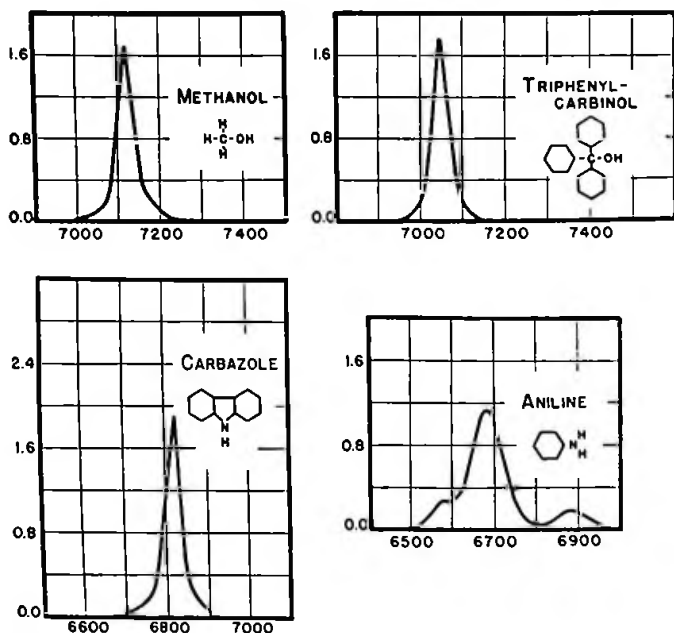 1.6
0.8
0.0
METHANOL
H
H-C-OH
H
7000 7200 7400
1.6
0.8
0.0
TRIPHENYL-
CARBINOL
-C-OH
7000 7200 7400
2.4
1.6
0.8
0.0
CARBAZOLE
N
H
6600 6800 7000
1.6
0.8
0.0
ANILINE
H
N
H
6500 6700 6900